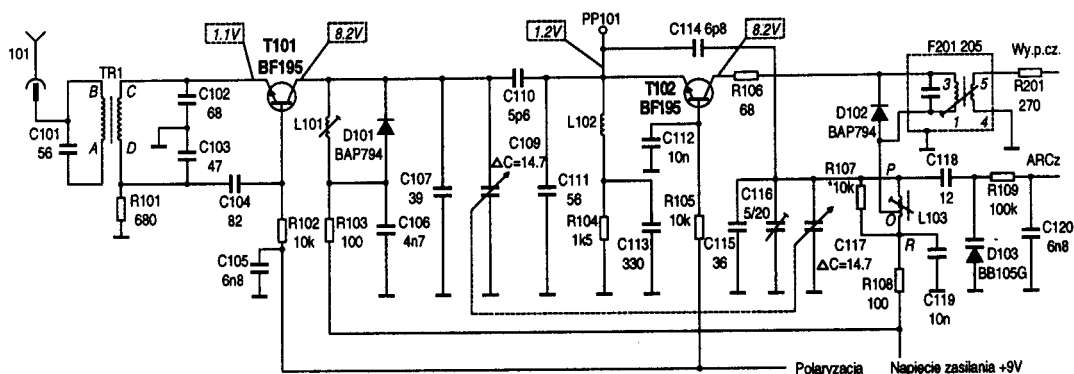 PP101
101
1.1V
8.2V
T101
BF195
1.2V
C114 6p8
8.2V
T102
BF195
F201 205
Wy.p.cz.
TR1
B
C
A
D
C101
56
C102
68
C103
47
C104
82
R101
680
R102
10k
C105
6n8
L101
D101
BAP794
R103
100
C106
4n7
C107
39
C109
ΔC=14.7
C110
5p6
C111
56
L102
R104
1k5
C113
330
C112
10n
R105
10k
R106
68
C115
36
C116
5/20
C117
ΔC=14.7
R107
*10k
D102
BAP794
3
5
1
4
R201
270
P
O
R
L103
C118
12
R109
100k
ARCz
C120
6n8
D103
BB105G
C119
10n
R108
100
Polaryzacja
Napięcie zasilania +9V